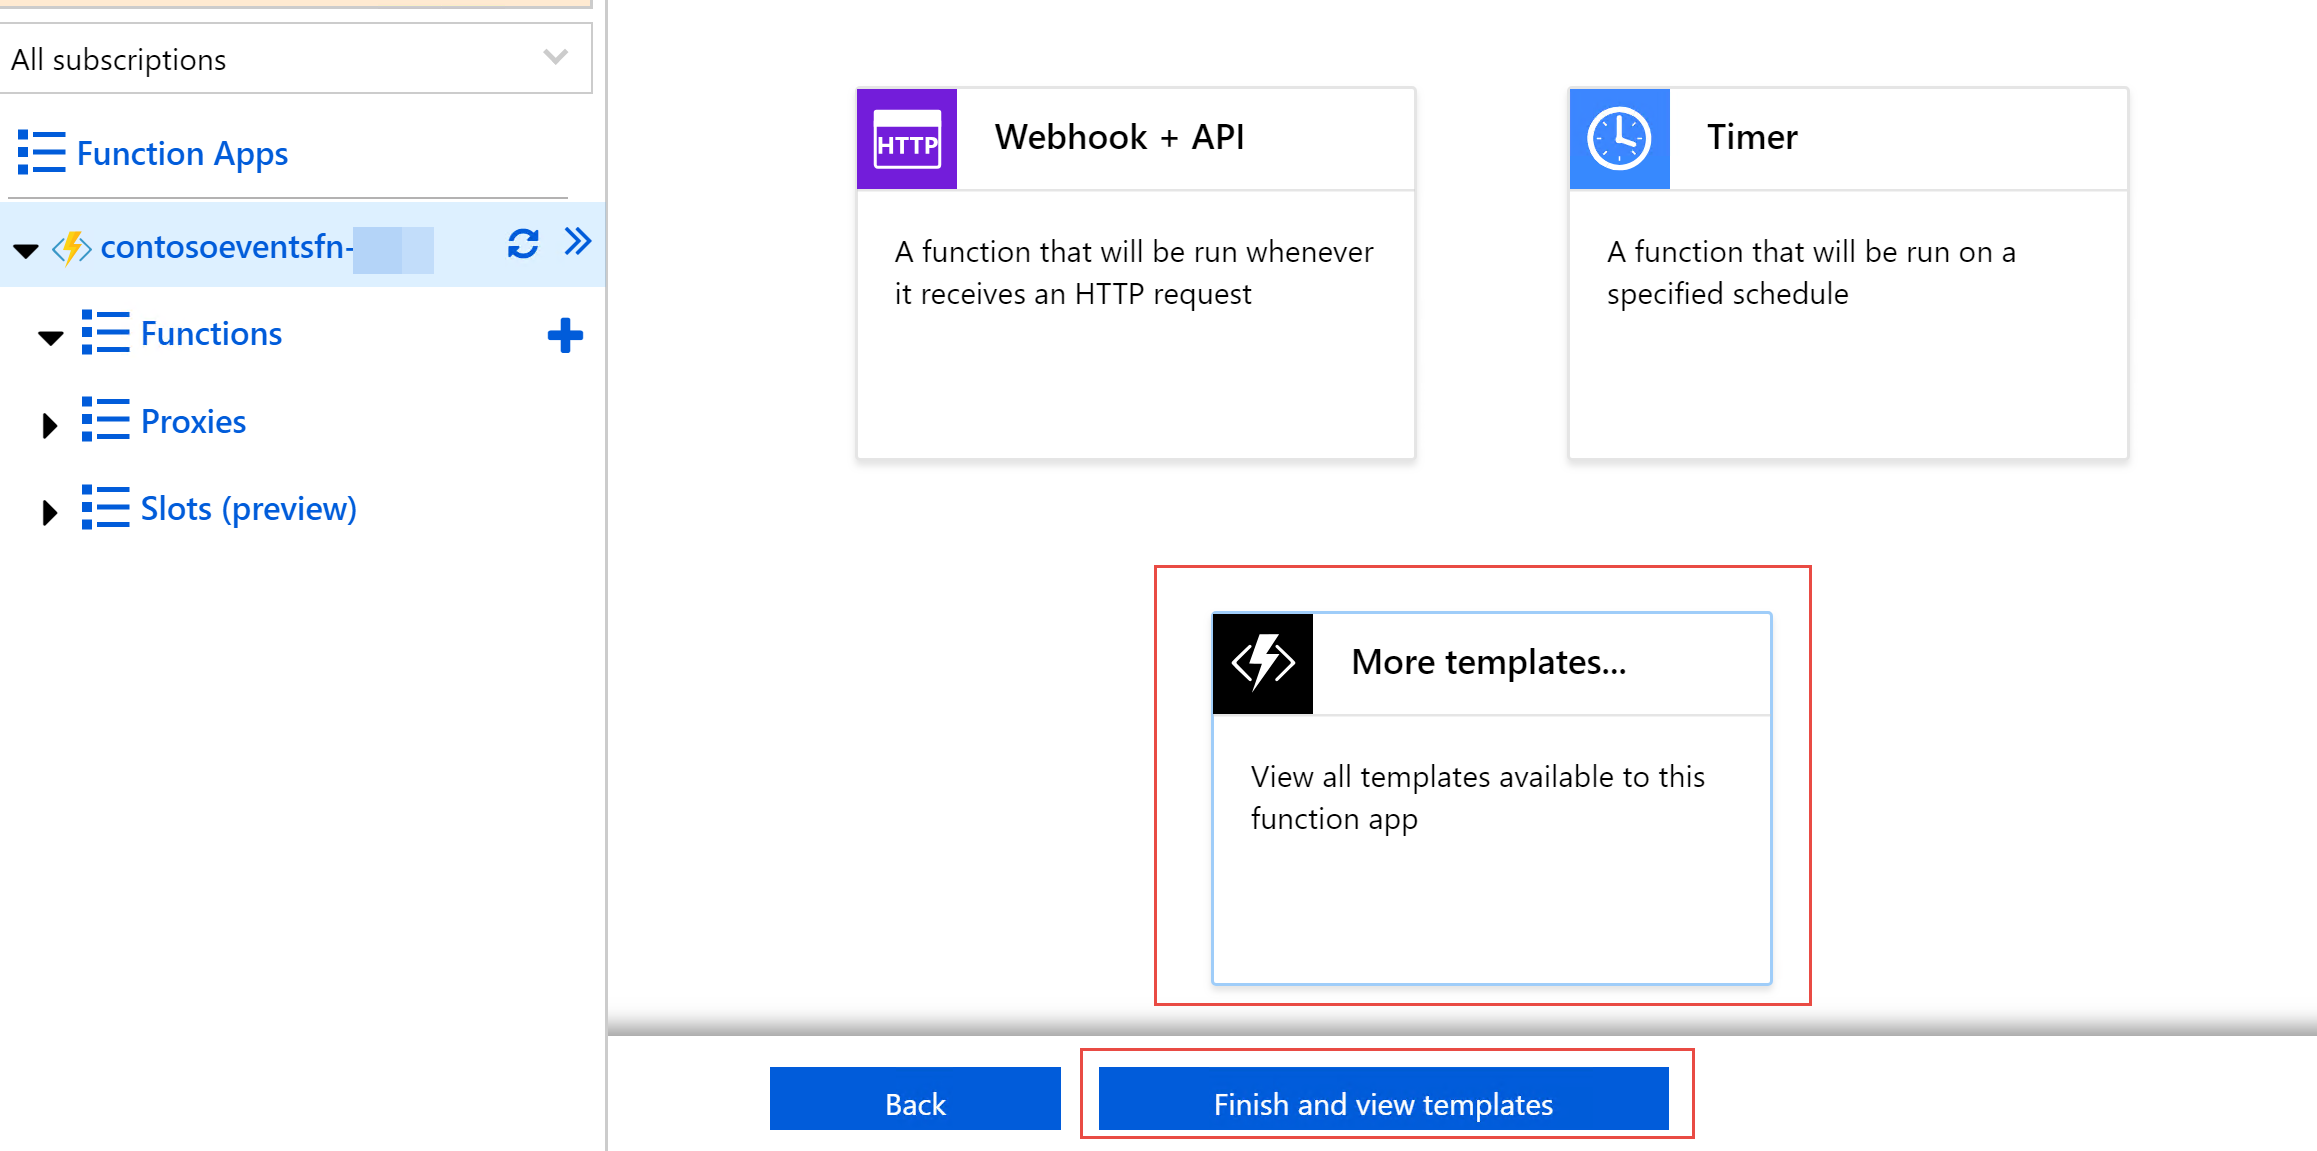 All subscriptions
Function Apps
contosoeventsfn-
Functions
Proxies
Slots (preview)
HTTP
Webhook + API
A function that will be run whenever
it receives an HTTP request
Timer
A function that will be run on a
specified schedule
More templates...
View all templates available to this
function app
Back
Finish and view templates